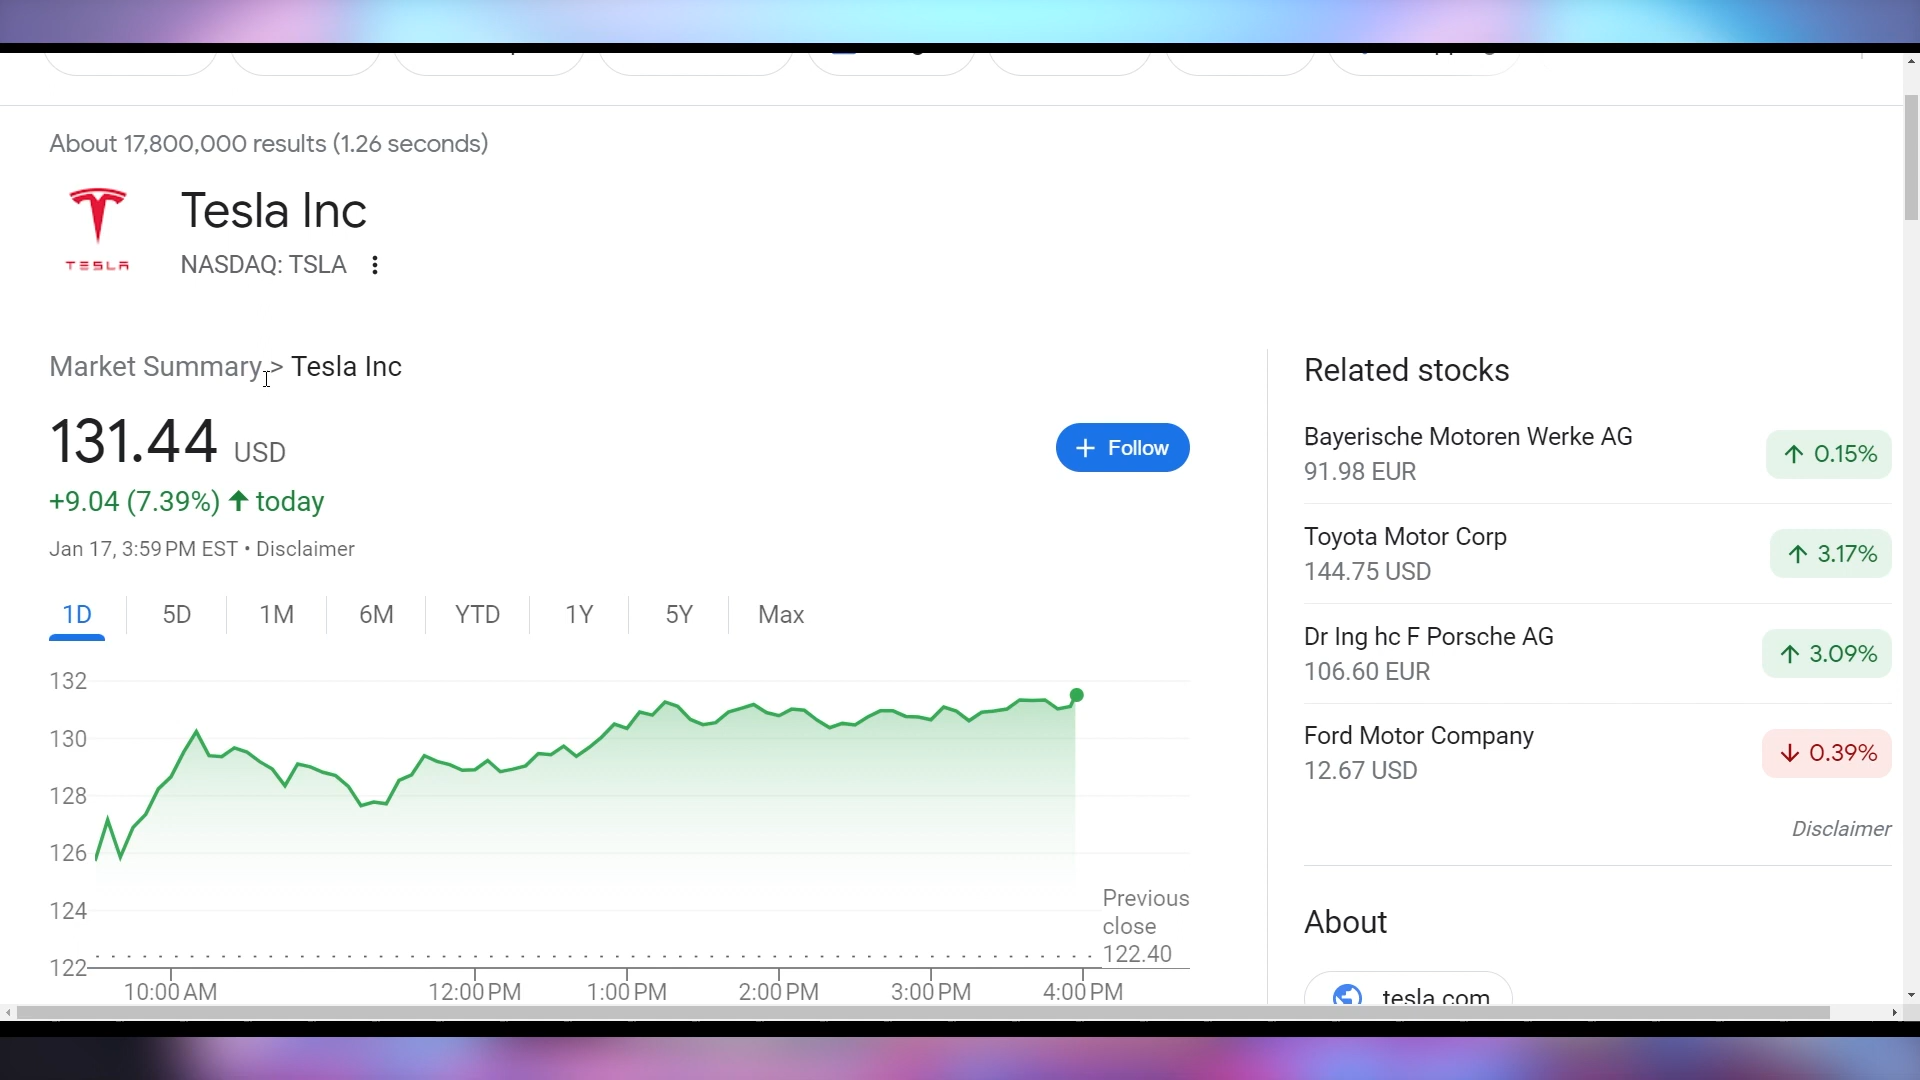 About 17,800,000 results (1.26 seconds)
TESLA
Tesla Inc
NASDAQ: TSLA
Market Summary > Tesla Inc
131.44 USD
+ Follow
+9.04 (7.39%) ↑ today
Jan 17, 3:59 PM EST • Disclaimer
1D 5D 1M 6M YTD 1Y 5Y Max
132
130
128
126
124
122
Previous
close
122.40
10:00 AM 12:00 PM 1:00 PM 2:00 PM 3:00 PM 4:00 PM
Related stocks
Bayerische Motoren Werke AG
91.98 EUR
↑ 0.15%
Toyota Motor Corp
144.75 USD
↑ 3.17%
Dr Ing hc F Porsche AG
106.60 EUR
↑ 3.09%
Ford Motor Company
12.67 USD
↓ 0.39%
Disclaimer
About
tesla.com